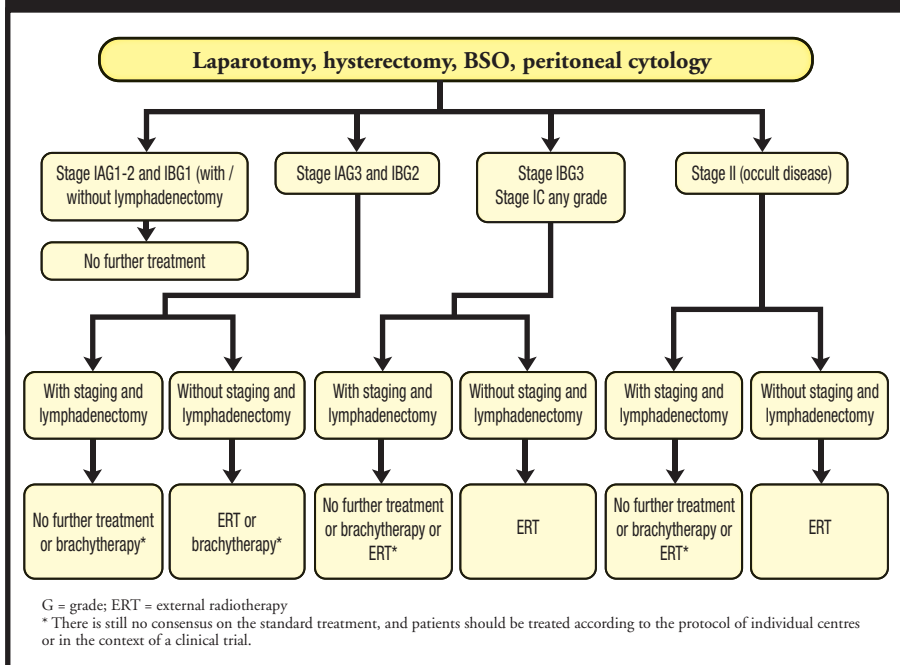 Laparotomy, hysterectomy, BSO, peritoneal cytology
Stage IAG1-2 and IBG1 (with /
without lymphadenectomy
No further treatment
Stage IAG3 and IBG2
Stage IBG3
Stage IC any grade
Stage II (occult disease)
With staging and
lymphadenectomy
Without staging and
lymphadenectomy
With staging and
lymphadenectomy
Without staging and
lymphadenectomy
With staging and
lymphadenectomy
Without staging and
lymphadenectomy
No further treatment
or brachytherapy*
ERT or
brachytherapy*
No further treatment
or brachytherapy or
ERT*
ERT
No further treatment
or brachytherapy or
ERT*
ERT
G = grade; ERT = external radiotherapy
* There is still no consensus on the standard treatment, and patients should be treated according to the protocol of individual centres
or in the context of a clinical trial.